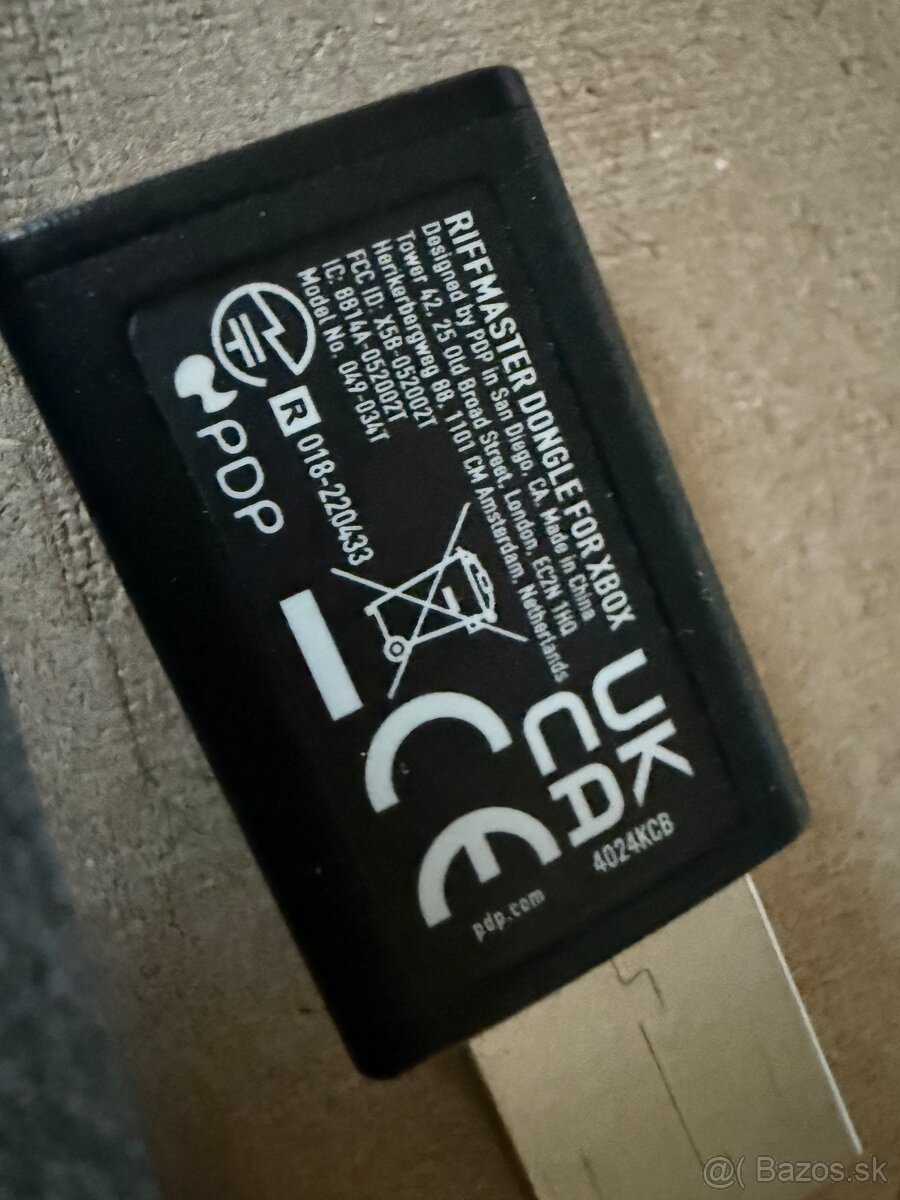 RIFFMASTER DONGLE FOR XBOX
Designed by PDP in San Diego, CA. Made in China
Tower 42, 25 Old Broad Street, London, EC2N 1HQ
Herikerbergweg 88, 1101 CM Amsterdam, Netherlands
FCC ID: X5B-052002T
IC: 8814A-052002T
Model No. 049-034T
R 018-220433
PDP
UK
CA
CE
4024KCB
pdp.com
@( Bazos.sk